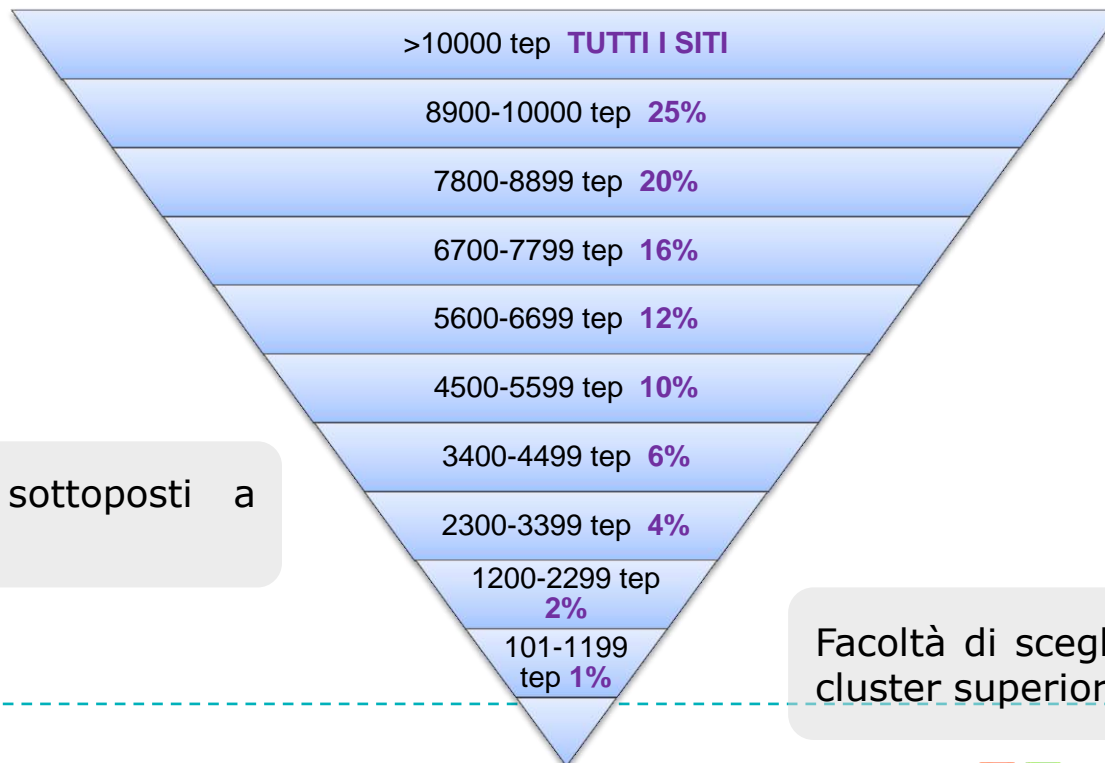 >10000 tep TUTTI I SITI
8900-10000 tep 25%
7800-8899 tep 20%
6700-7799 tep 16%
5600-6699 tep 12%
4500-5599 tep 10%
3400-4499 tep 6%
2300-3399 tep 4%
1200-2299 tep
2%
101-1199
tep 1%
sottoposti a
Facoltà di
cluster